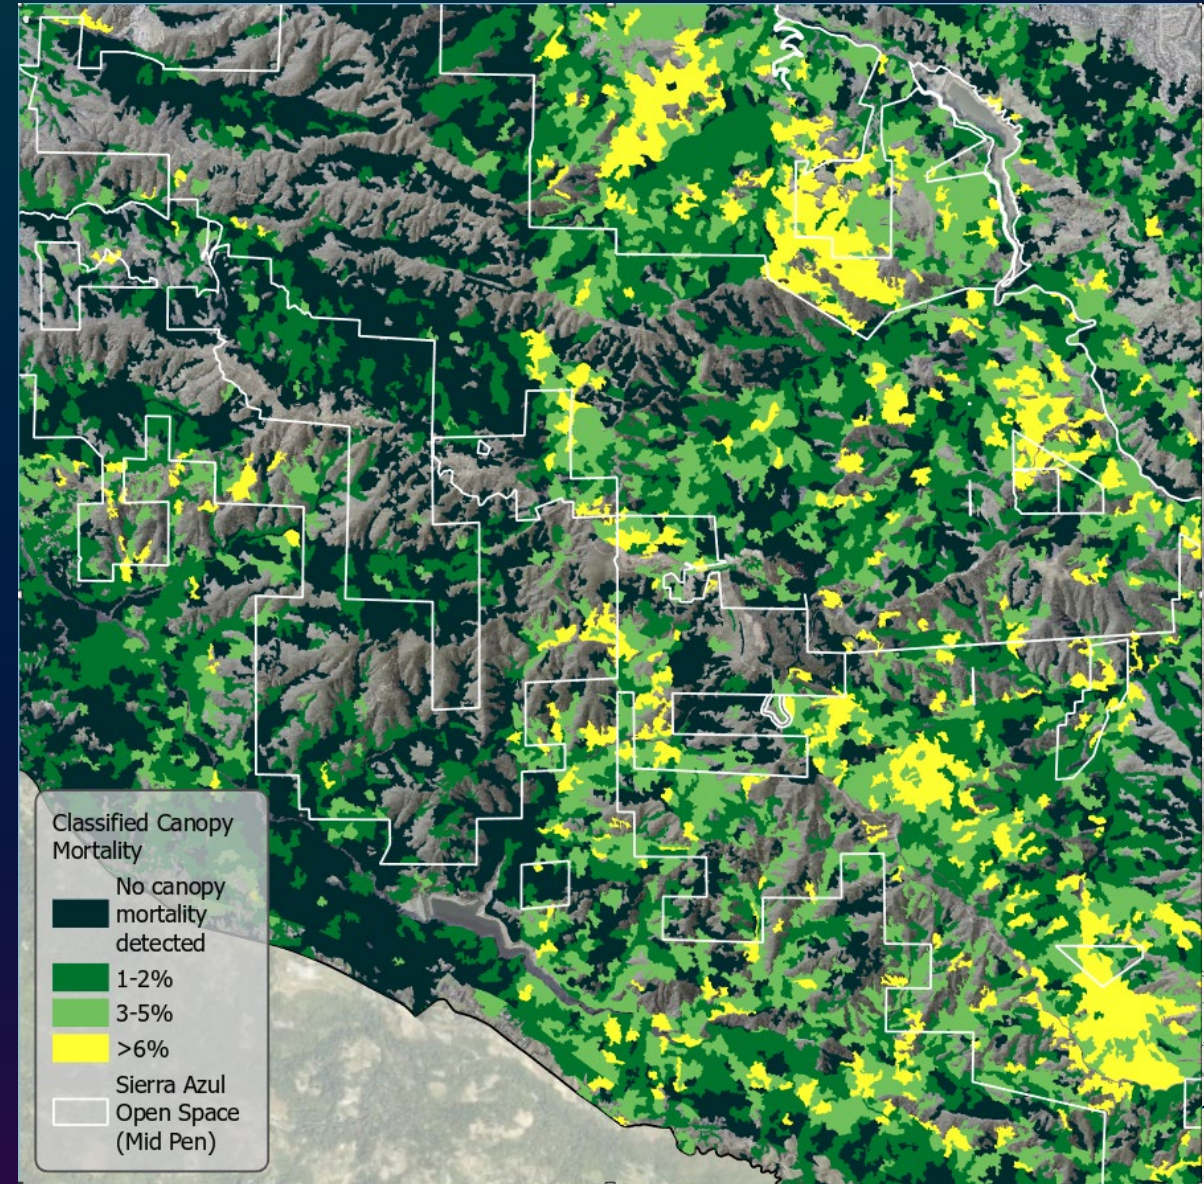 Classified Canopy
Mortality
No canopy
mortality
detected
1-2%
3-5%
>6%
Sierra Azul
Open Space
(Mid Pen)